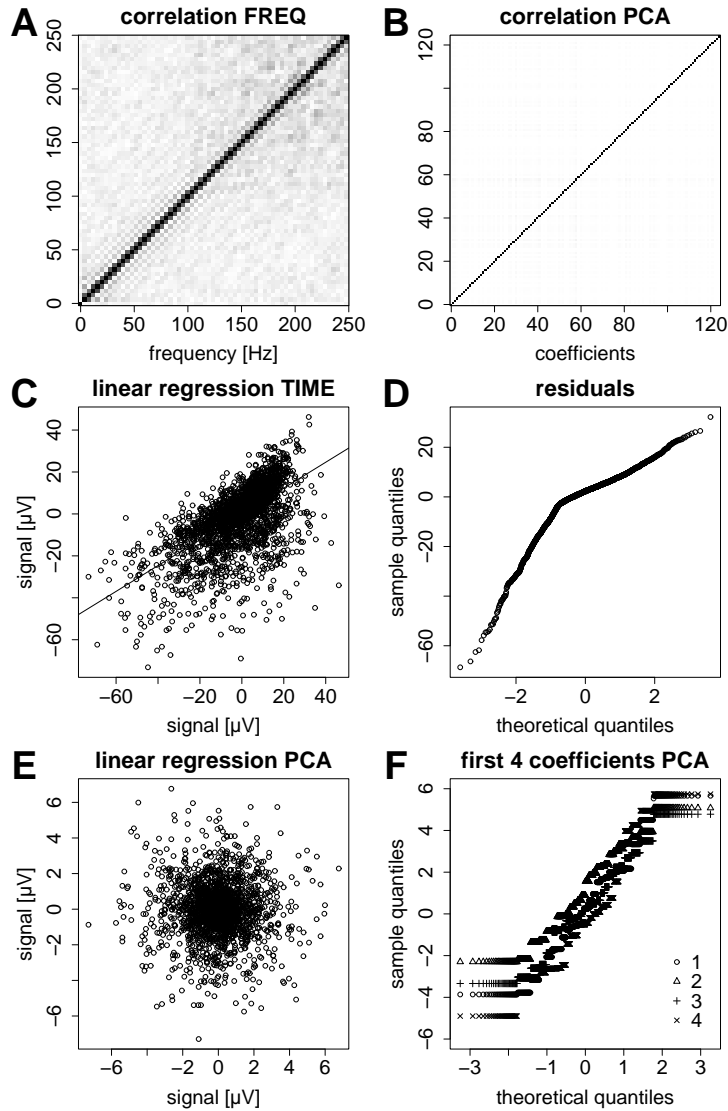 A correlation FREQ
250
200
150
100
50
0
0 50 100 150 200 250
frequency [Hz]
B correlation PCA
120
100
80
60
40
20
0
0 20 40 60 80 120
coefficients
C linear regression TIME
40
20
0
−20
−60
signal [µV]
−60 −20 0 20 40
signal [µV]
D residuals
20
0
−20
−60
sample quantiles
−2 0 2
theoretical quantiles
E linear regression PCA
6
4
2
0
−2
−6
signal [µV]
−6 −2 0 2 4 6
signal [µV]
F first 4 coefficients PCA
6
4
2
0
−2
−4
−6
sample quantiles
1
2
3
4
−3 −1 0 1 2 3
theoretical quantiles